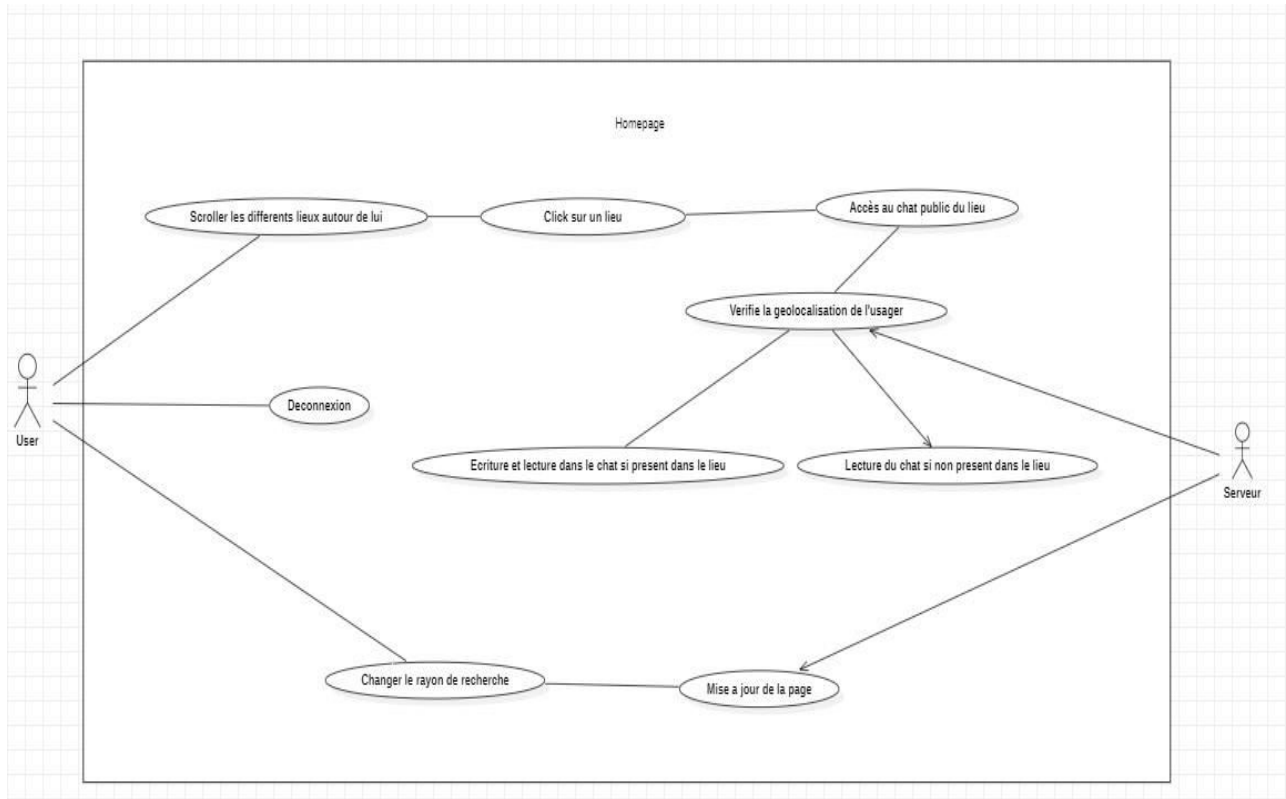 Homepage
Scroller les differents lieux autour de lui
Click sur un lieu
Accès au chat public du lieu
Verifie la geolocalisation de l'usager
Deconnexion
User
Ecriture et lecture dans le chat si present dans le lieu
Lecture du chat si non present dans le lieu
Serveur
Changer le rayon de recherche
Mise a jour de la page